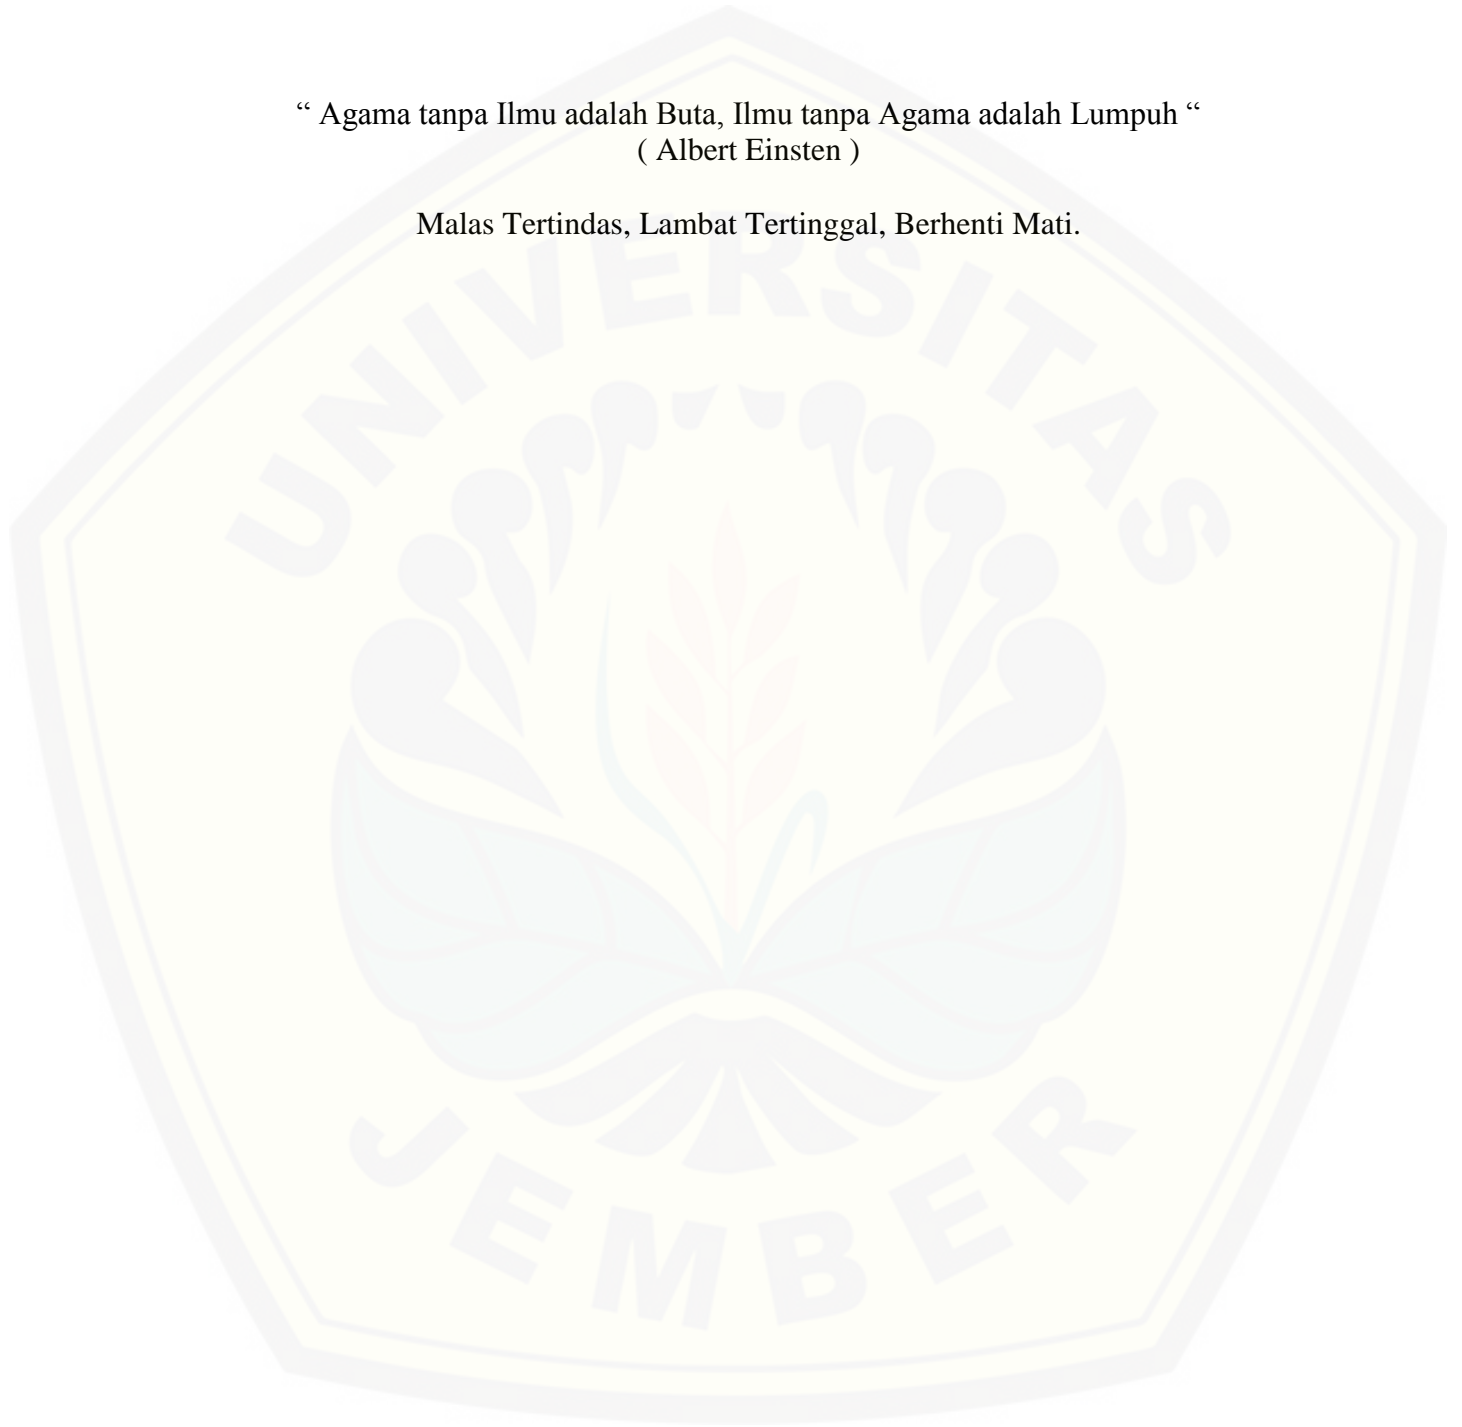 “ Agama tanpa Ilmu adalah Buta, Ilmu tanpa Agama adalah Lumpuh “
( Albert Einsten )
Malas Tertindas, Lambat Tertinggal, Berhenti Mati.
UNIVERSITAS
JEMBER